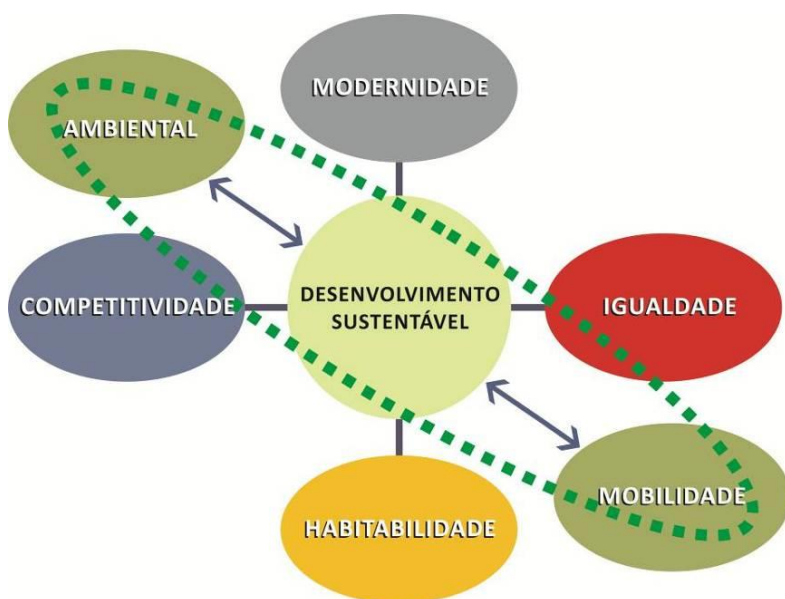 MODERNIDADE
AMBIENTAL
COMPETITIVIDADE
DESENVOLVIMENTO
SUSTENTÁVEL
IGUALDADE
MOBILIDADE
HABITABILIDADE